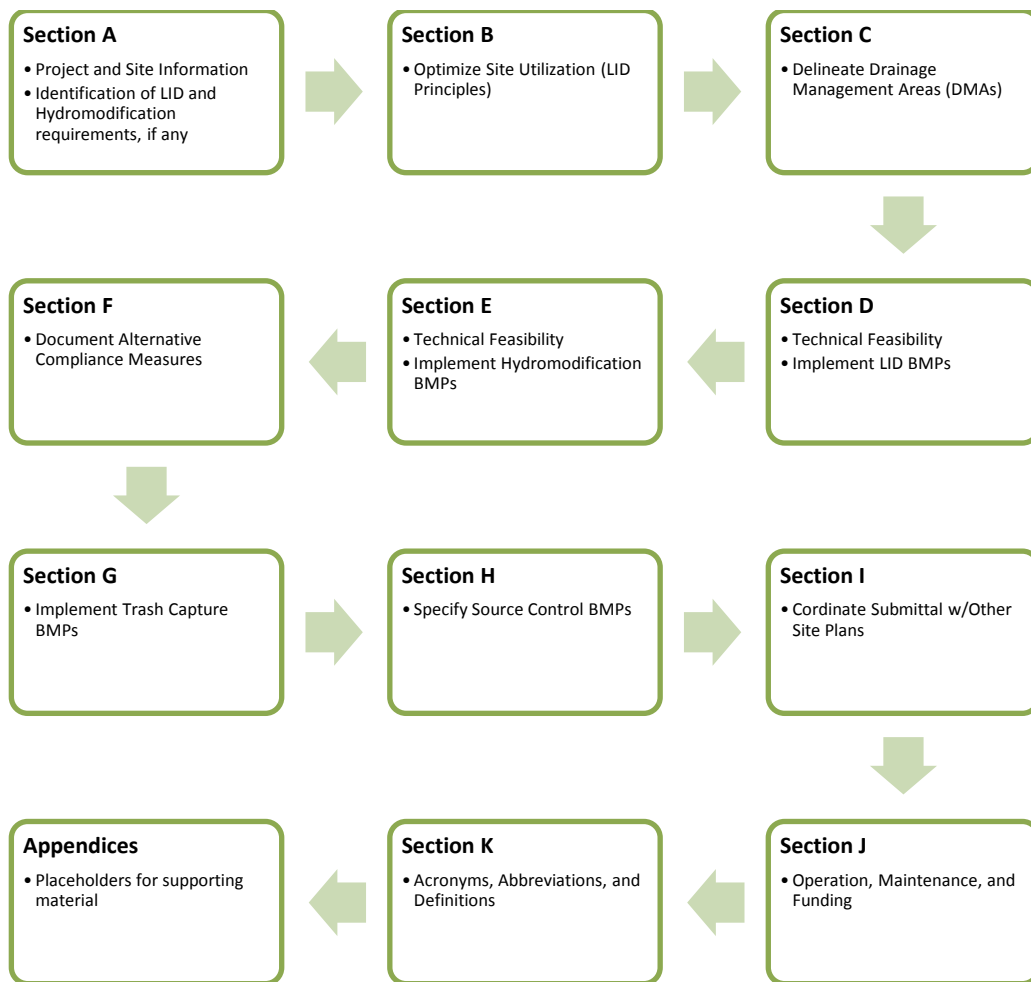 Section A
• Project and Site Information
• Identification of LID and
Hydromodification
requirements, if any
Section B
• Optimize Site Utilization (LID
Principles)
Section C
• Delineate Drainage
Management Areas (DMAs)
Section D
• Technical Feasibility
• Implement LID BMPs
Section E
• Technical Feasibility
• Implement Hydromodification
BMPs
Section F
• Document Alternative
Compliance Measures
Section G
• Implement Trash Capture
BMPs
Section H
• Specify Source Control BMPs
Section I
• Cordinate Submittal w/Other
Site Plans
Section J
• Operation, Maintenance, and
Funding
Section K
• Acronyms, Abbreviations, and
Definitions
Appendices
• Placeholders for supporting
material